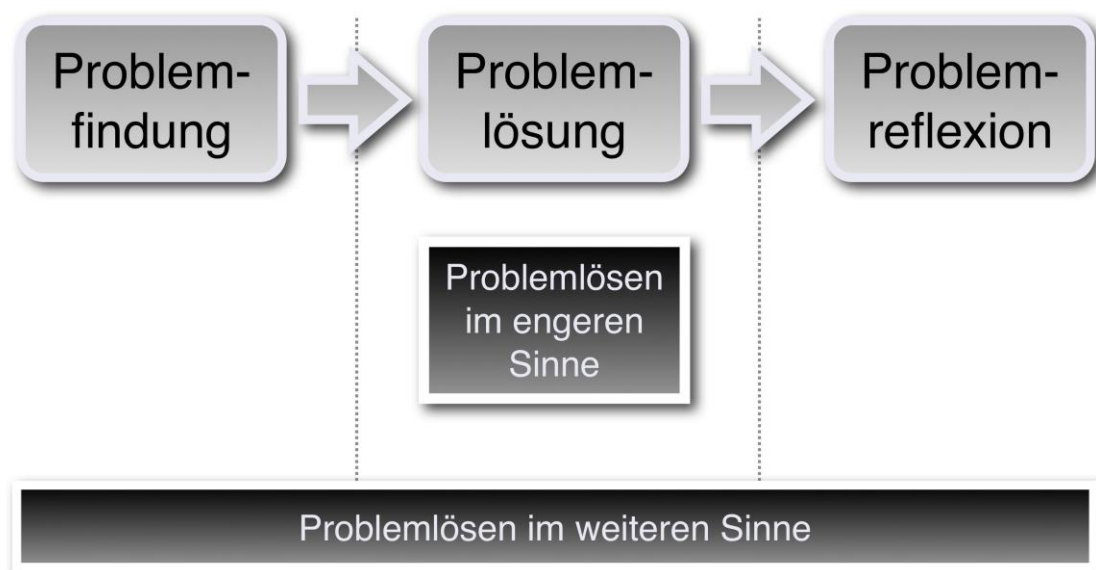 Problem-
findung
Problem-
lösung
Problem-
reflexion
Problemlösen
im engeren
Sinne
Problemlösen im weiteren Sinne